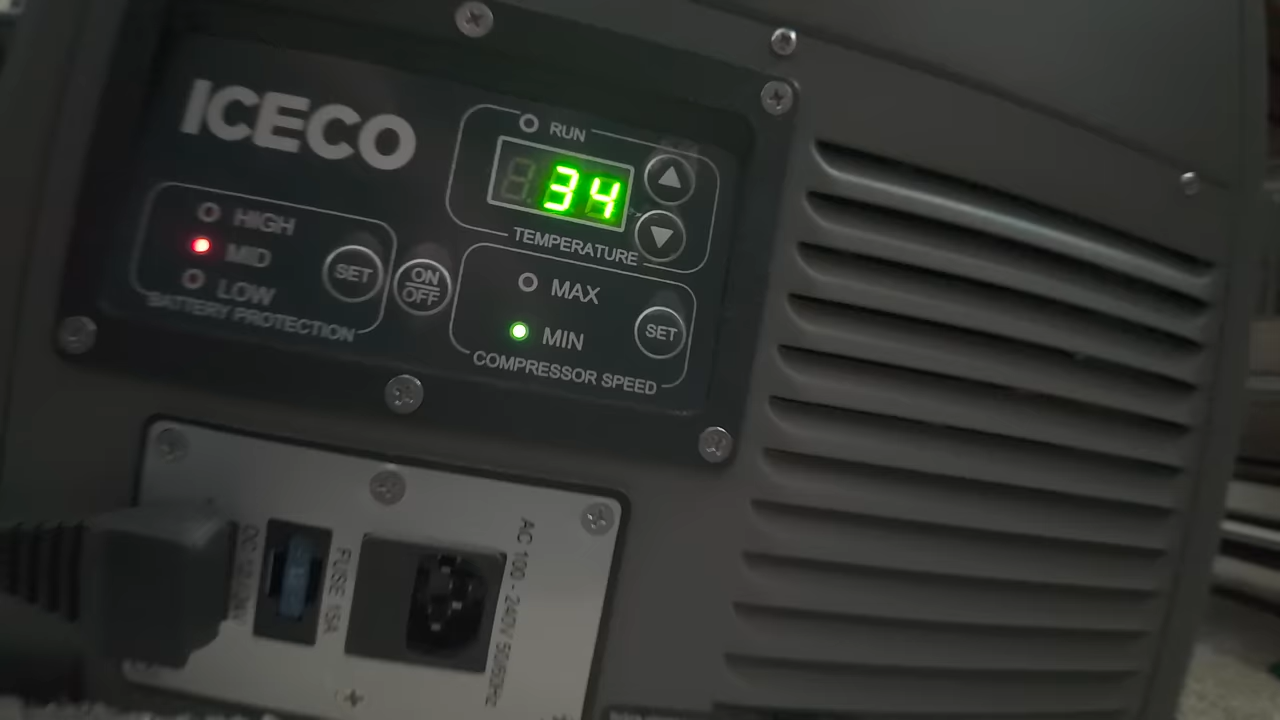 ICECO
RUN
34
TEMPERATURE
HIGH
MID
LOW
SET
BATTERY PROTECTION
ON
OFF
MAX
MIN
SET
COMPRESSOR SPEED
FUSE 15A
AC 100 - 240V 50/60Hz